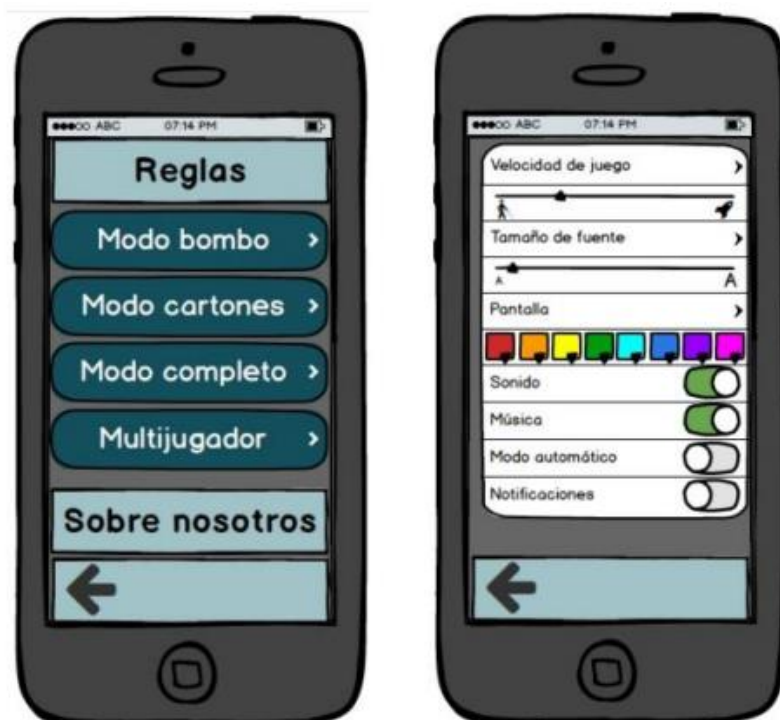 ABC 07:14 PM
Reglas
Modo bombo
Modo cartones
Modo completo
Multijugador
Sobre nosotros
ABC 07:14 PM
Velocidad de juego
Tamaño de fuente
A A
Pantalla
Sonido
Música
Modo automático
Notificaciones